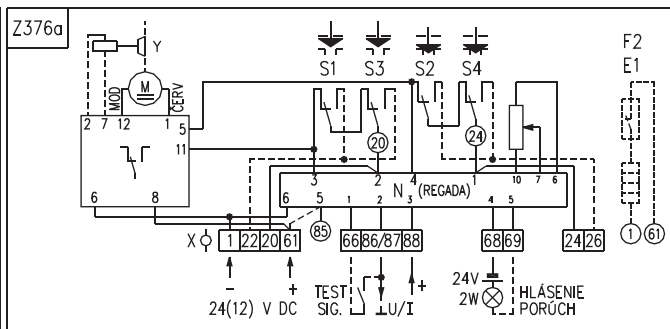 Z376a
Y
M
MOD
ČERV
2 7 12 1
5
11
6 8
S1 S3 S2 S4
20
24
F2
E1
3 2 4 1 10 7 6
N (REGADA)
6 5 1 2 3 4 5
X 1 22 20 61
85
66 86/87 88
68 69
24 26
1 61
− +
24(12) V DC
TEST
SIG.
⊥U/I
+
24V
2W
HLÁSENIE
PORÚCH